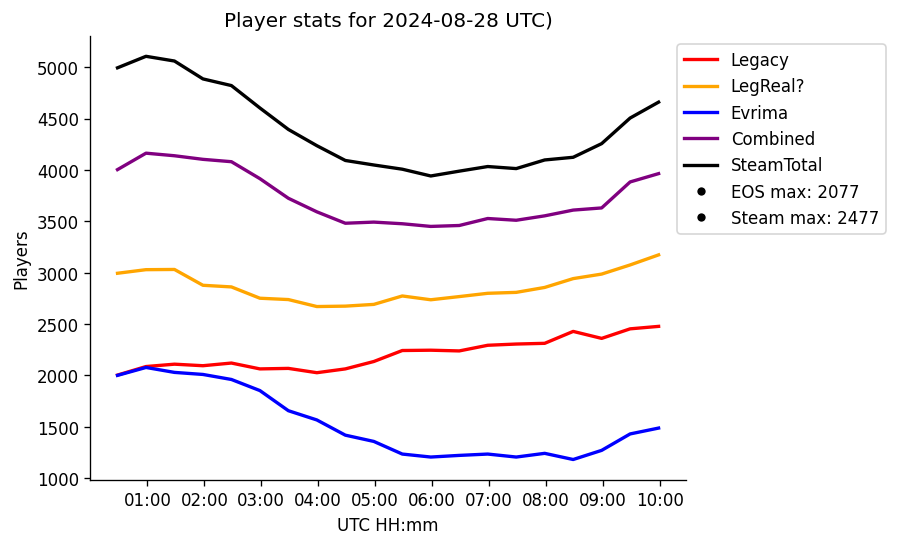 Player stats for 2024-08-28 UTC)
Legacy
LegReal?
Evrima
Combined
SteamTotal
EOS max: 2077
Steam max: 2477
Players
5000
4500
4000
3500
3000
2500
2000
1500
1000
01:00 02:00 03:00 04:00 05:00 06:00 07:00 08:00 09:00 10:00
UTC HH:mm